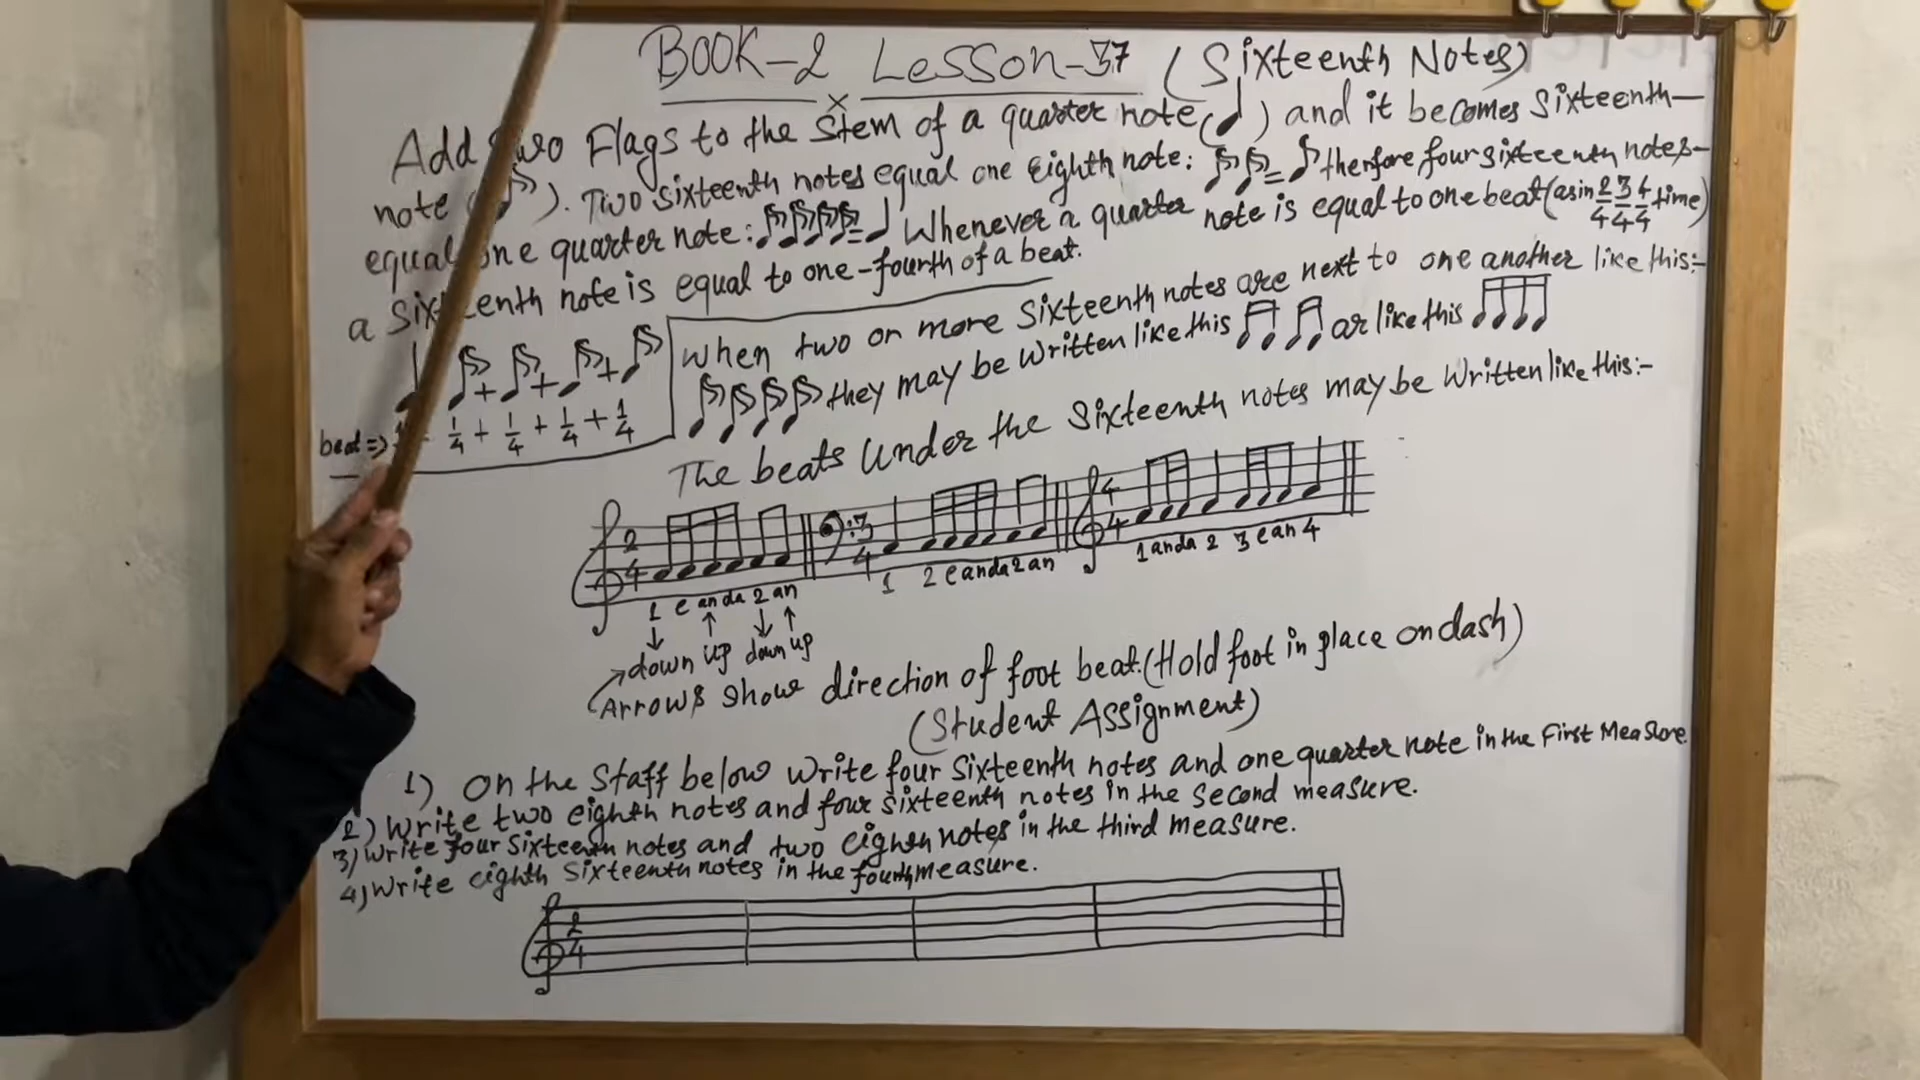 BOOK-2 Lesson-37 (Sixteenth Notes)
Add two Flags to the stem of a quarter note (♩) and it becomes sixteenth
note ( ). Two sixteenth notes equal one eighth note: = ♪ therefore four sixteenth notes
equal one quarter note: = ♩ Whenever a quarter note is equal to one beat (as in 2/4 3/4 4/4 time)
a sixteenth note is equal to one-fourth of a beat.
+ + +
beat => 1/4 + 1/4 + 1/4 + 1/4
when two or more sixteenth notes are next to one another like this:-
they may be written like this ar like this
The beats Under the sixteenth notes may be written like this:-
2/4 3/4 4/4
1 e an da 2 an 1 2 e an da 2 an 1 an da 2 3 e an 4
↓ ↑ ↓ ↑
down up down up
Arrows show direction of foot beat. (Hold foot in place on dash)
(Student Assignment)
1) On the staff below write four sixteenth notes and one quarter note in the First Measure.
2) Write two eighth notes and four sixteenth notes in the second measure.
3) Write four sixteenth notes and two eighth notes in the third measure.
4) Write eighth sixteenth notes in the fourth measure.
2/4